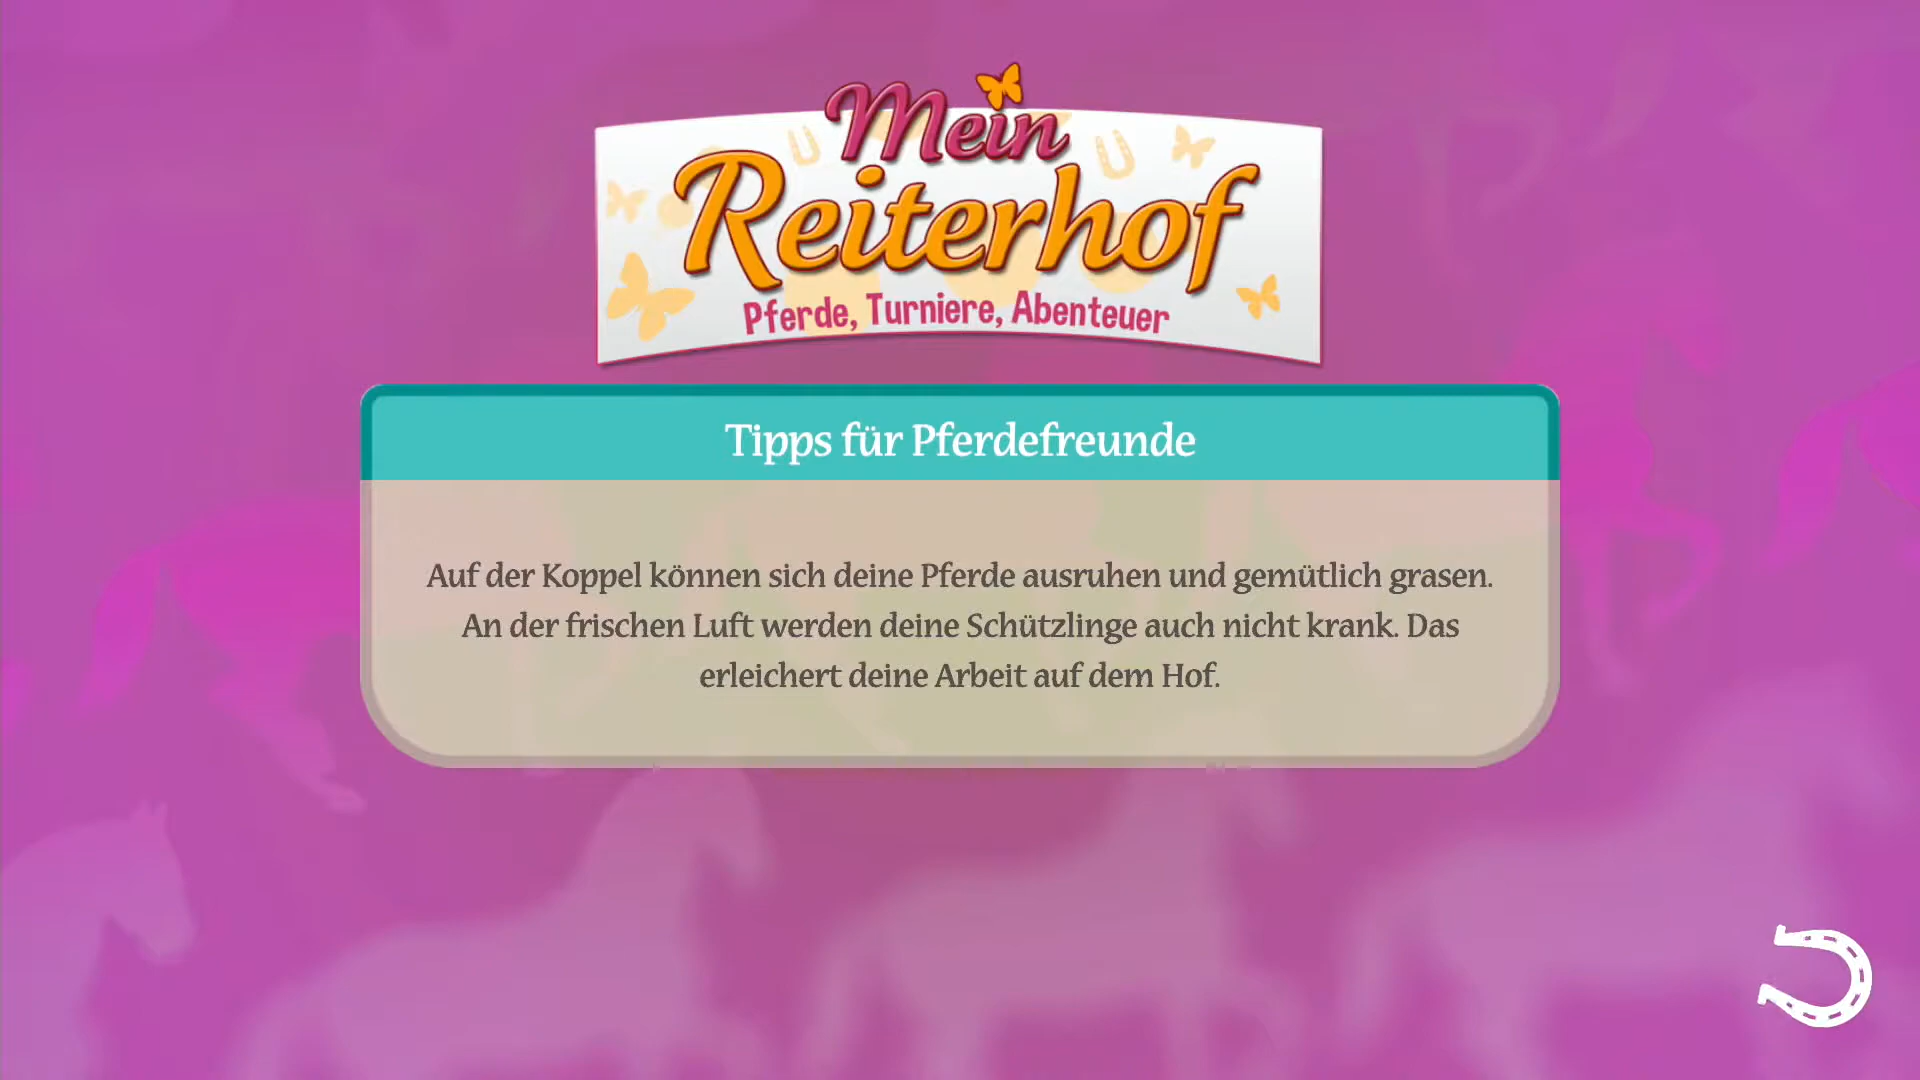 Mein
Reiterhof
Pferde, Turniere, Abenteuer
Tipps für Pferdefreunde
Auf der Koppel können sich deine Pferde ausruhen und gemütlich grasen.
An der frischen Luft werden deine Schützlinge auch nicht krank. Das
erleichert deine Arbeit auf dem Hof.